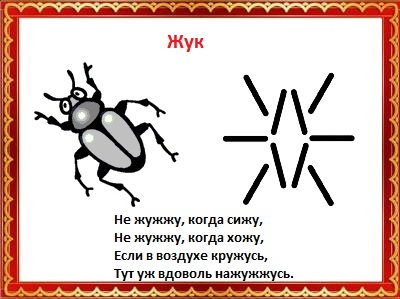 Жук
Не жужжу, когда сижу,
Не жужжу, когда хожу,
Если в воздухе кружусь,
Тут уж вдоволь нажужжусь.